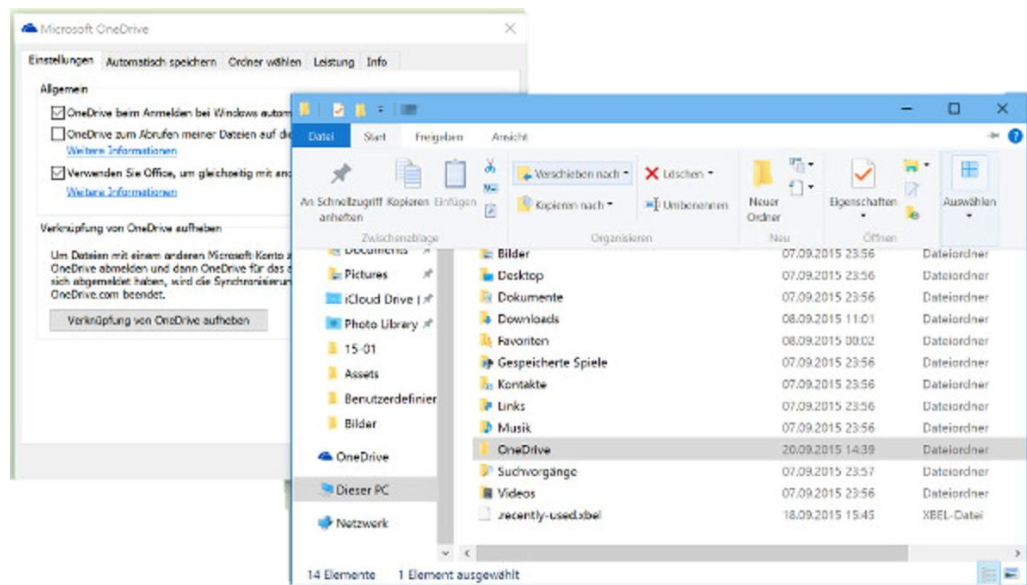 Microsoft OneDrive
Einstellungen Automatisch speichern Ordner wählen Leistung Info
Allgemein
OneDrive beim Anmelden bei Windows autom
OneDrive zum Abrufen meiner Dateien auf die
Weitere Informationen
Verwenden Sie Office, um gleichzeitig mit and
Weitere Informationen
Verknüpfung von OneDrive aufheben
Um Dateien mit einem anderen Microsoft-Konto z
OneDrive abmelden und dann OneDrive für das a
sich abgemeldet haben, wird die Synchronisierun
OneDrive.com beendet.
Verknüpfung von OneDrive aufheben
Datei Start Freigeben Ansicht
An Schnellzugriff anheften
Kopieren
Einfügen
Verschieben nach
Kopieren nach
Löschen
Umbenennen
Neuer Ordner
Eigenschaften
Auswählen
Zwischenablage Organisieren Neu Öffnen
Documents
Pictures
iCloud Drive (
Photo Library
15-01
Assets
Benutzerdefinier
Bilder
OneDrive
Dieser PC
Netzwerk
Bilder 07.09.2015 23:56 Dateiordner
Desktop 07.09.2015 23:56 Dateiordner
Dokumente 07.09.2015 23:56 Dateiordner
Downloads 08.09.2015 11:01 Dateiordner
Favoriten 08.09.2015 00:02 Dateiordner
Gespeicherte Spiele 07.09.2015 23:56 Dateiordner
Kontakte 07.09.2015 23:56 Dateiordner
Links 07.09.2015 23:56 Dateiordner
Musik 07.09.2015 23:56 Dateiordner
OneDrive 20.09.2015 14:39 Dateiordner
Suchvorgänge 07.09.2015 23:57 Dateiordner
Videos 07.09.2015 23:56 Dateiordner
.recently-used.xbel 18.09.2015 15:45 XBEL-Datei
14 Elemente 1 Element ausgewählt